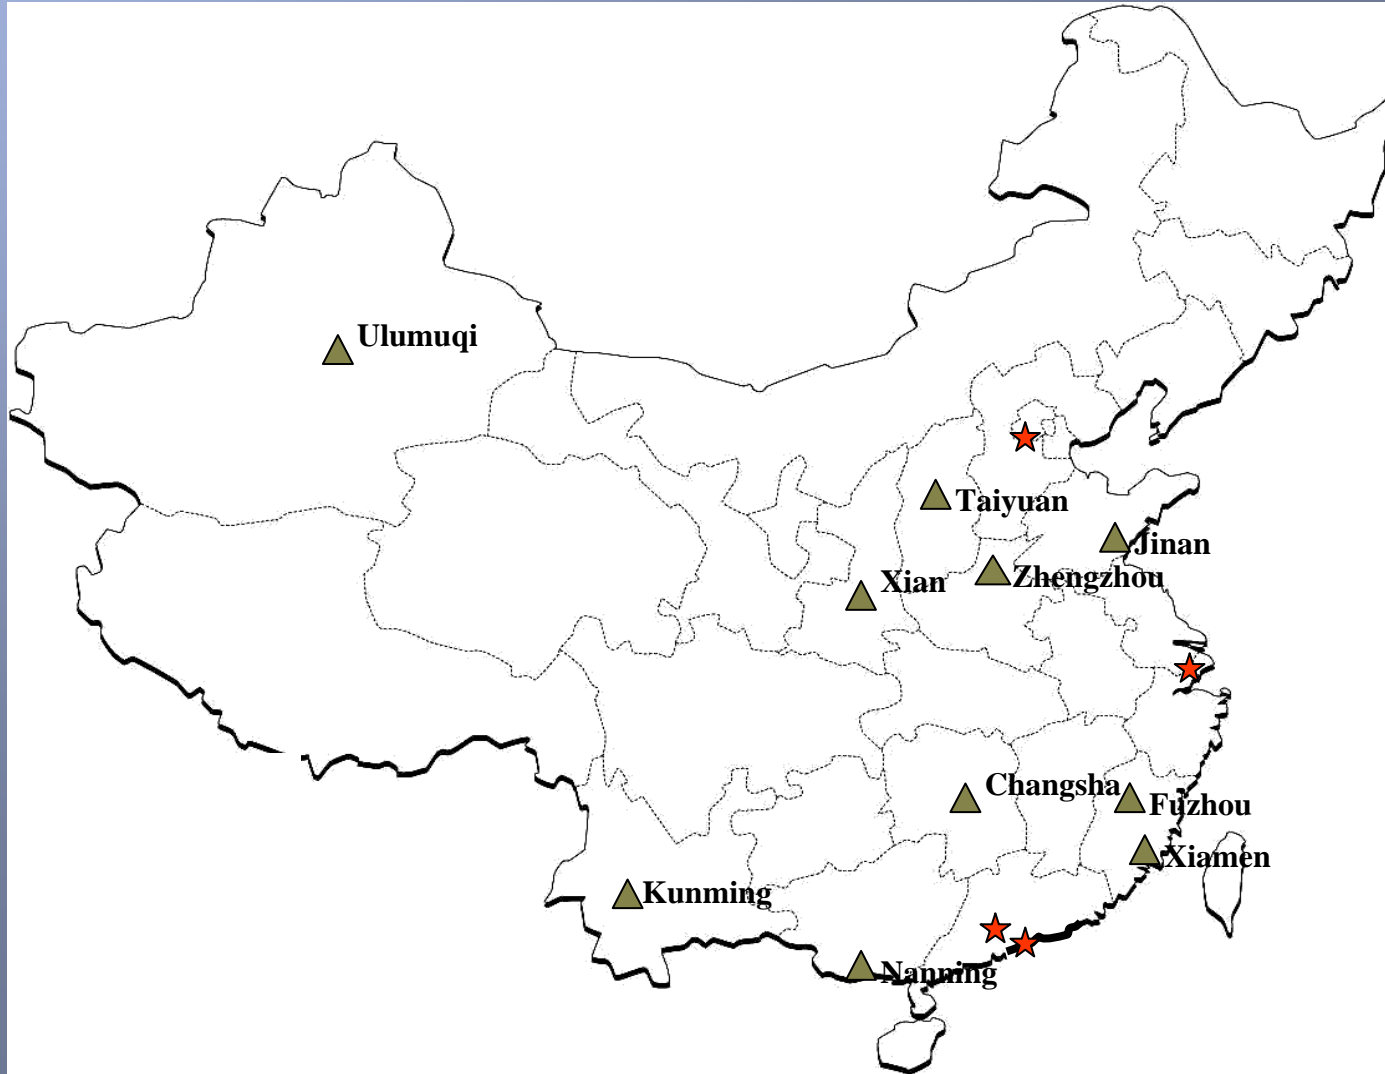 Ulumuqi
Taiyuan
Jinan
Zhengzhou
Xian
Changsha
Fuzhou
Xiamen
Kunming
Nanning